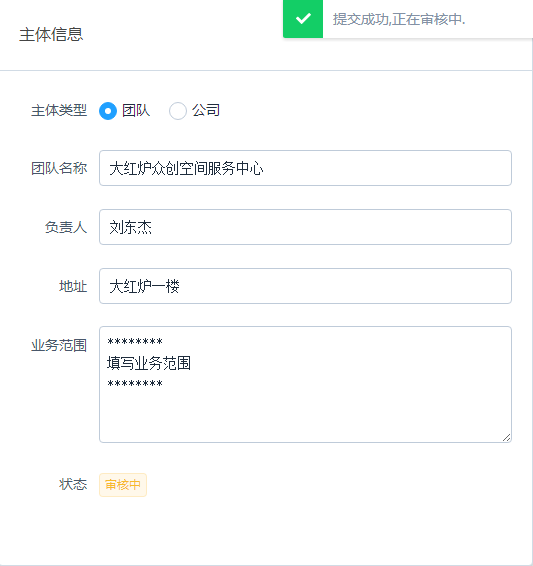 主体信息
提交成功,正在审核中.
主体类型 团队 公司
团队名称 大红炉众创空间服务中心
负责人 刘东杰
地址 大红炉一楼
业务范围 ********
填写业务范围
********
状态 审核中